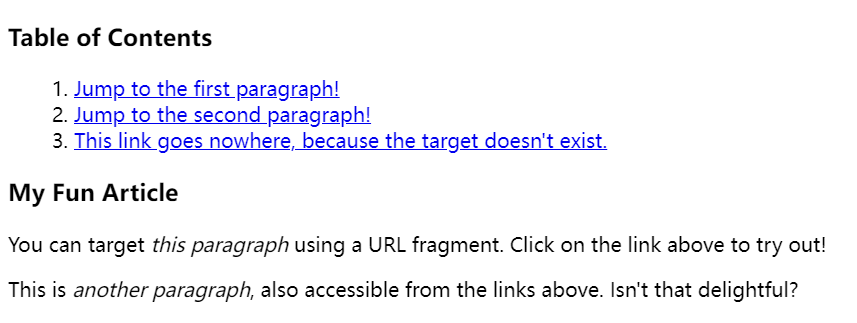 Table of Contents
1. Jump to the first paragraph!
2. Jump to the second paragraph!
3. This link goes nowhere, because the target doesn't exist.
My Fun Article
You can target this paragraph using a URL fragment. Click on the link above to try out!
This is another paragraph, also accessible from the links above. Isn't that delightful?